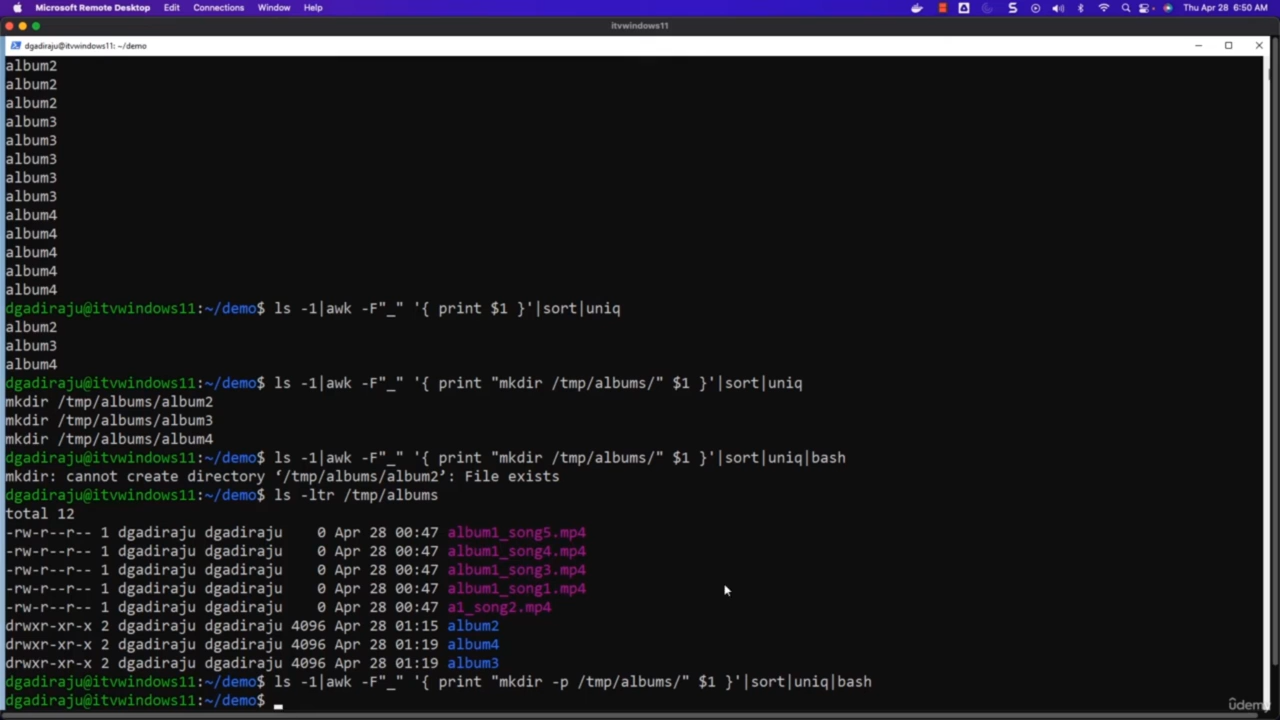 Microsoft Remote Desktop Edit Connections Window Help S Thu Apr 28 6:50 AM
itvwindows11
dgadiraju@itvwindows11: ~/demo
album2
album2
album2
album3
album3
album3
album3
album3
album4
album4
album4
album4
album4
dgadiraju@itvwindows11:~/demo$ ls -1|awk -F"_" '{ print $1 }'|sort|uniq
album2
album3
album4
dgadiraju@itvwindows11:~/demo$ ls -1|awk -F"_" '{ print "mkdir /tmp/albums/" $1 }'|sort|uniq
mkdir /tmp/albums/album2
mkdir /tmp/albums/album3
mkdir /tmp/albums/album4
dgadiraju@itvwindows11:~/demo$ ls -1|awk -F"_" '{ print "mkdir /tmp/albums/" $1 }'|sort|uniq|bash
mkdir: cannot create directory ‘/tmp/albums/album2’: File exists
dgadiraju@itvwindows11:~/demo$ ls -ltr /tmp/albums
total 12
-rw-r--r-- 1 dgadiraju dgadiraju    0 Apr 28 00:47 album1_song5.mp4
-rw-r--r-- 1 dgadiraju dgadiraju    0 Apr 28 00:47 album1_song4.mp4
-rw-r--r-- 1 dgadiraju dgadiraju    0 Apr 28 00:47 album1_song3.mp4
-rw-r--r-- 1 dgadiraju dgadiraju    0 Apr 28 00:47 album1_song1.mp4
-rw-r--r-- 1 dgadiraju dgadiraju    0 Apr 28 00:47 a1_song2.mp4
drwxr-xr-x 2 dgadiraju dgadiraju 4096 Apr 28 01:15 album2
drwxr-xr-x 2 dgadiraju dgadiraju 4096 Apr 28 01:19 album4
drwxr-xr-x 2 dgadiraju dgadiraju 4096 Apr 28 01:19 album3
dgadiraju@itvwindows11:~/demo$ ls -1|awk -F"_" '{ print "mkdir -p /tmp/albums/" $1 }'|sort|uniq|bash
dgadiraju@itvwindows11:~/demo$
ûdemy